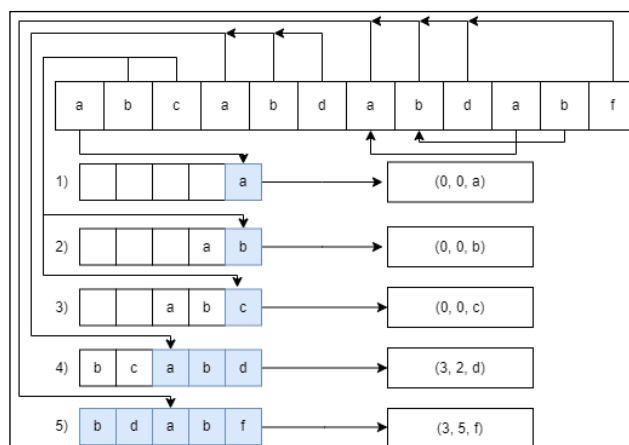 a b c a b d a b d a b f
1) a (0, 0, a)
2) a b (0, 0, b)
3) a b c (0, 0, c)
4) b c a b d (3, 2, d)
5) b d a b f (3, 5, f)